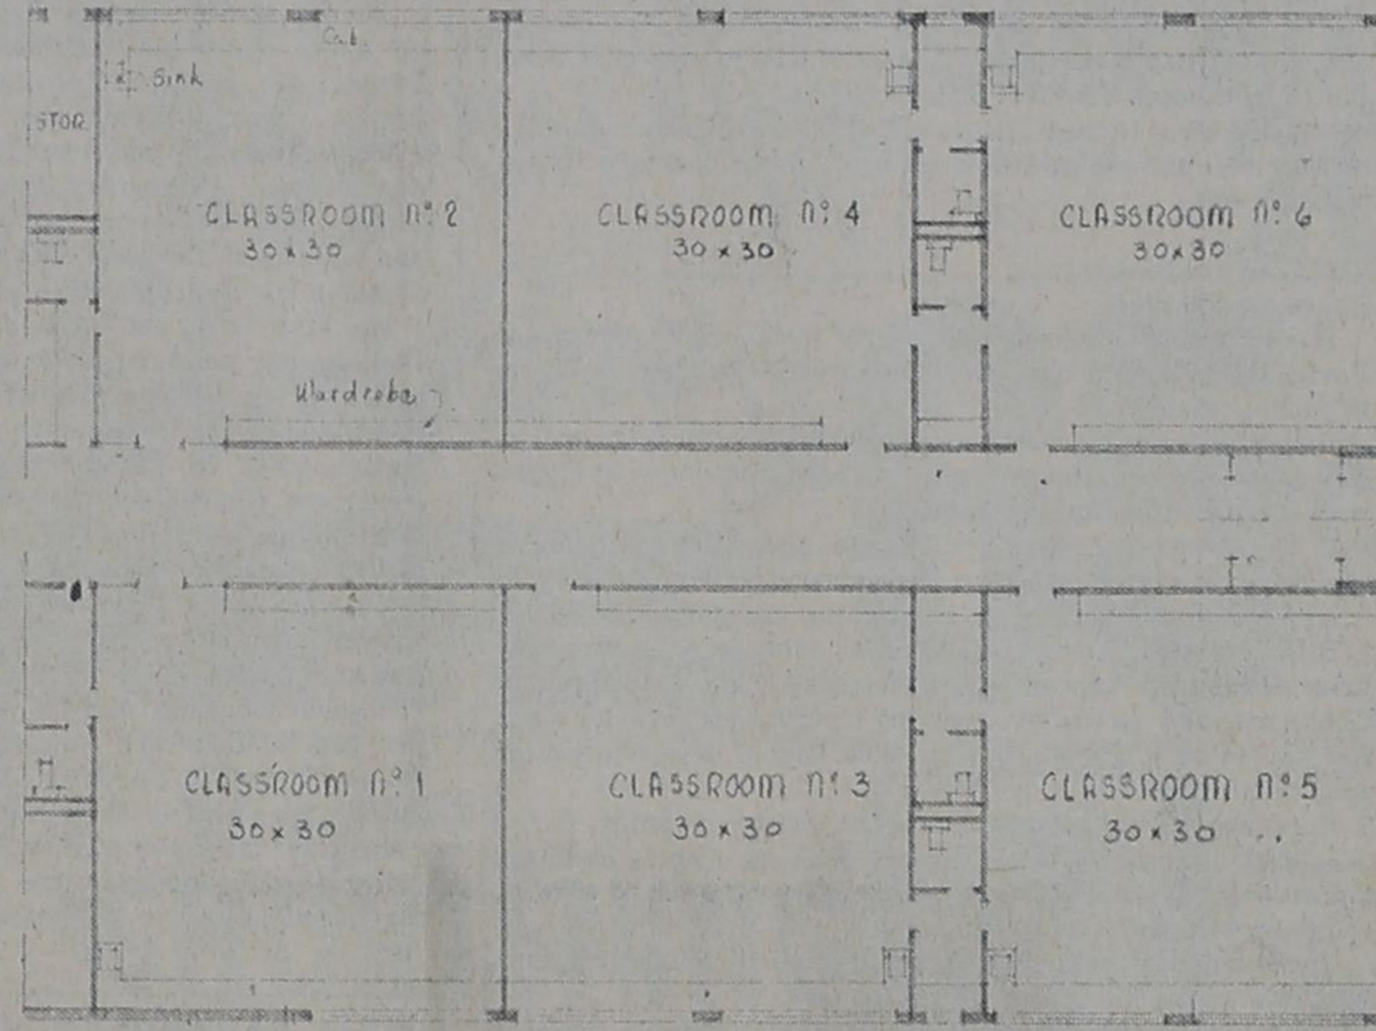 Cab.
Sink
STOR.
CLASSROOM Nº 2
30 x 30
CLASSROOM Nº 4
30 x 30
CLASSROOM Nº 6
30 x 30
Wardrobe
CLASSROOM Nº 1
30 x 30
CLASSROOM Nº 3
30 x 30
CLASSROOM Nº 5
30 x 30